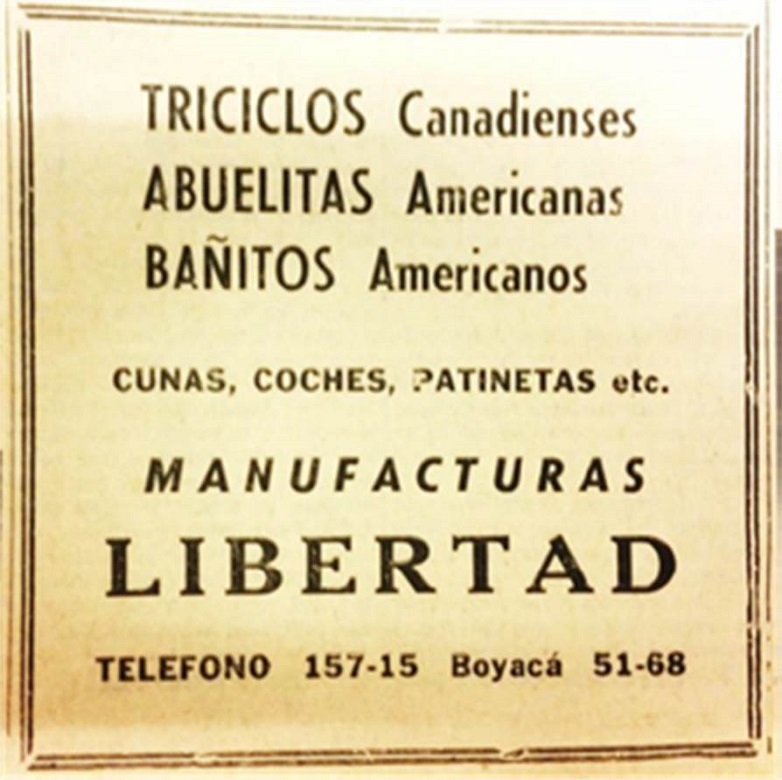 TRICICLOS Canadienses
ABUELITAS Americanas
BAÑITOS Americanos
CUNAS, COCHES, PATINETAS etc.
MANUFACTURAS
LIBERTAD
TELEFONO 157-15 Boyacá 51-68